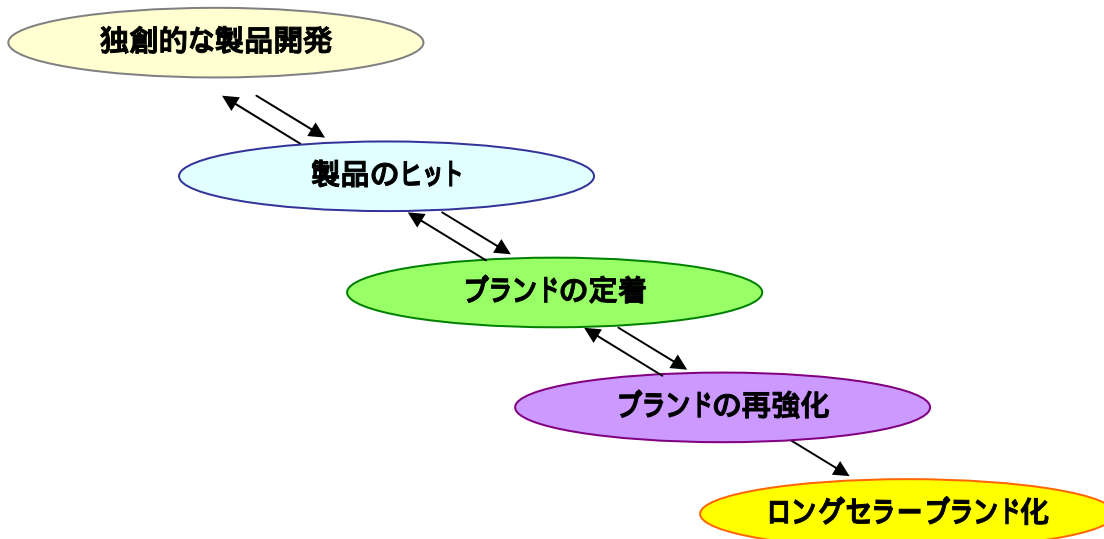 独創的な製品開発
製品のヒット
ブランドの定着
ブランドの再強化
ロングセラーブランド化